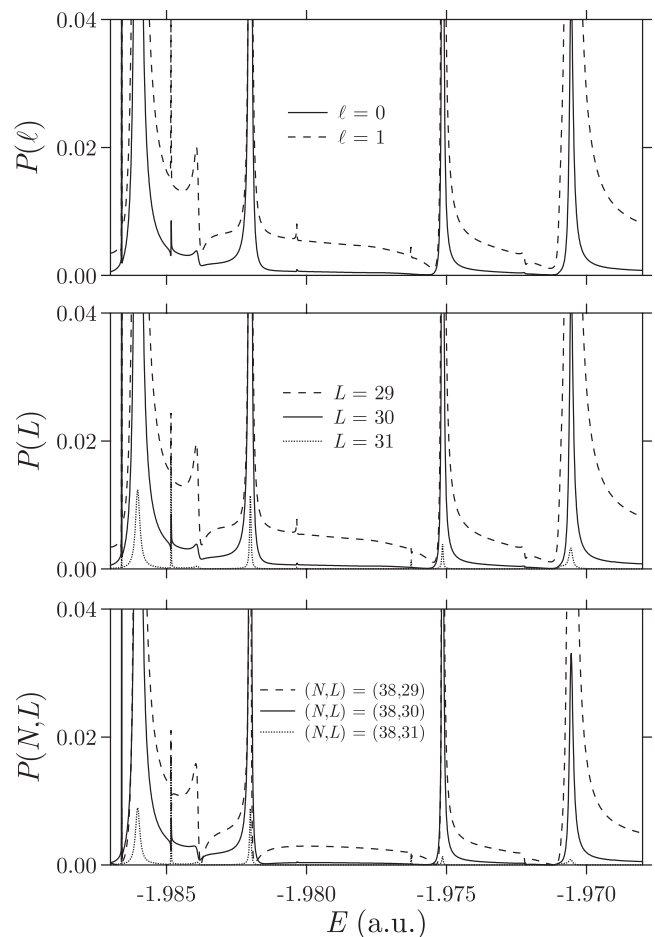 0.04
0.02
0.00
P(ℓ)
ℓ = 0
ℓ = 1
0.04
0.02
0.00
P(L)
L = 29
L = 30
L = 31
0.04
0.02
0.00
P(N,L)
(N,L) = (38,29)
(N,L) = (38,30)
(N,L) = (38,31)
-1.985 -1.980 -1.975 -1.970
E (a.u.)